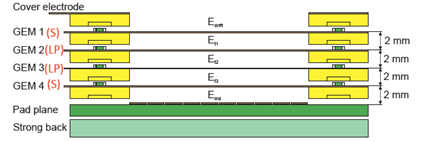 Cover electrode
E_drift
GEM 1 (S)
E_t1
2 mm
GEM 2 (LP)
E_t2
2 mm
GEM 3 (LP)
E_t3
2 mm
GEM 4 (S)
E_ind
2 mm
Pad plane
Strong back